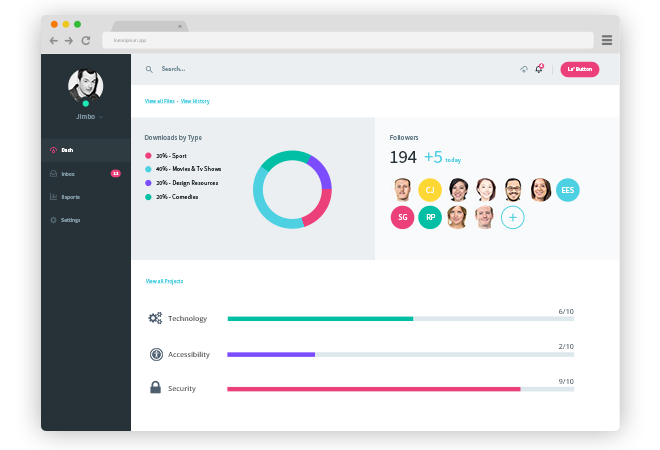 loremipsum.app
Search...
Le' Button
Jimbo
View all Files - View History
Dash
Inbox
Reports
Settings
Downloads by Type
20% - Sport
40% - Movies & Tv Shows
20% - Design Resources
20% - Comedies
Followers
194 +5 today
CJ
EES
SG
RP
+
View all Projects
Technology
6/10
Accessibility
2/10
Security
9/10